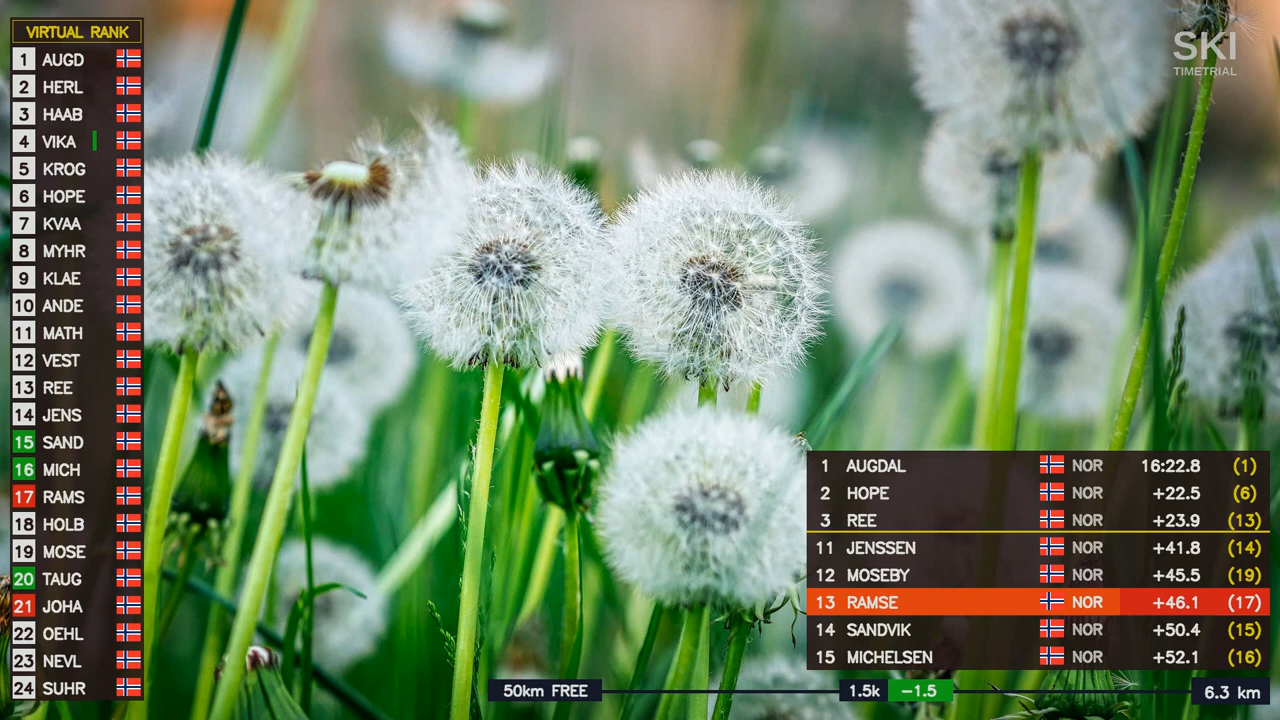 VIRTUAL RANK
1 AUGD
2 HERL
3 HAAB
4 VIKA
5 KROG
6 HOPE
7 KVAA
8 MYHR
9 KLAE
10 ANDE
11 MATH
12 VEST
13 REE
14 JENS
15 SAND
16 MICH
17 RAMS
18 HOLB
19 MOSE
20 TAUG
21 JOHA
22 OEHL
23 NEVL
24 SUHR
SKI
TIMETRIAL
1 AUGDAL NOR 16:22.8 (1)
2 HOPE NOR +22.5 (6)
3 REE NOR +23.9 (13)
11 JENSSEN NOR +41.8 (14)
12 MOSEBY NOR +45.5 (19)
13 RAMSE NOR +46.1 (17)
14 SANDVIK NOR +50.4 (15)
15 MICHELSEN NOR +52.1 (16)
50km FREE 1.5k −1.5 6.3 km